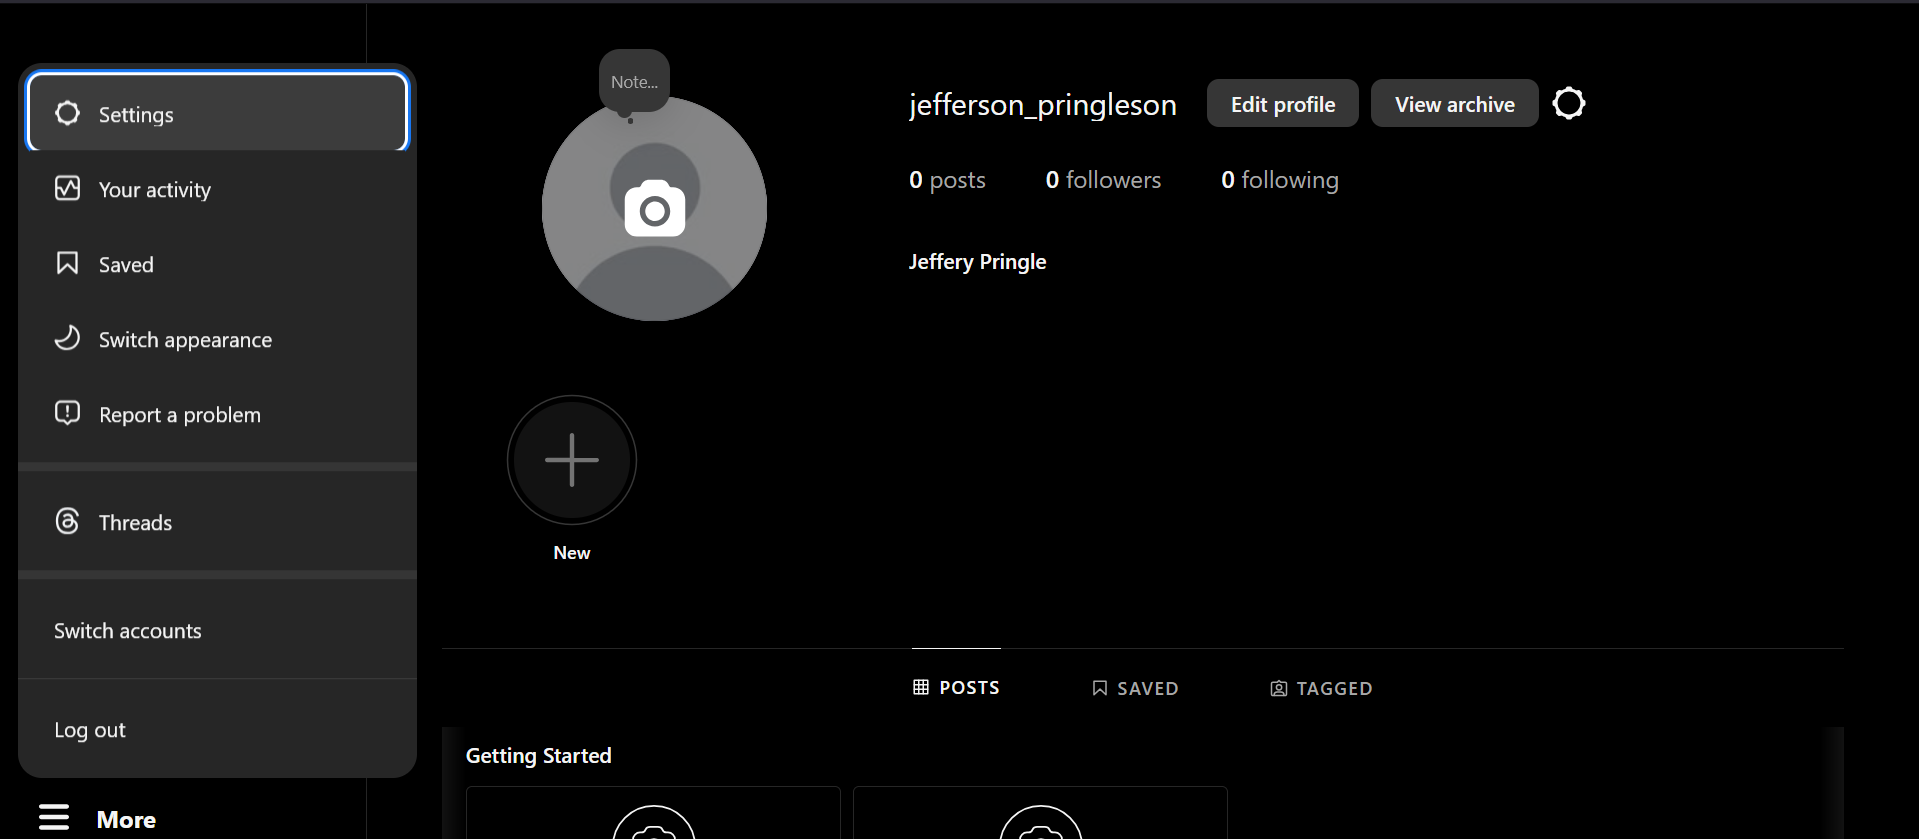 Settings
Your activity
Saved
Switch appearance
Report a problem
Threads
Switch accounts
Log out
More
Note...
jefferson_pringleson Edit profile View archive
0 posts 0 followers 0 following
Jeffery Pringle
New
POSTS SAVED TAGGED
Getting Started